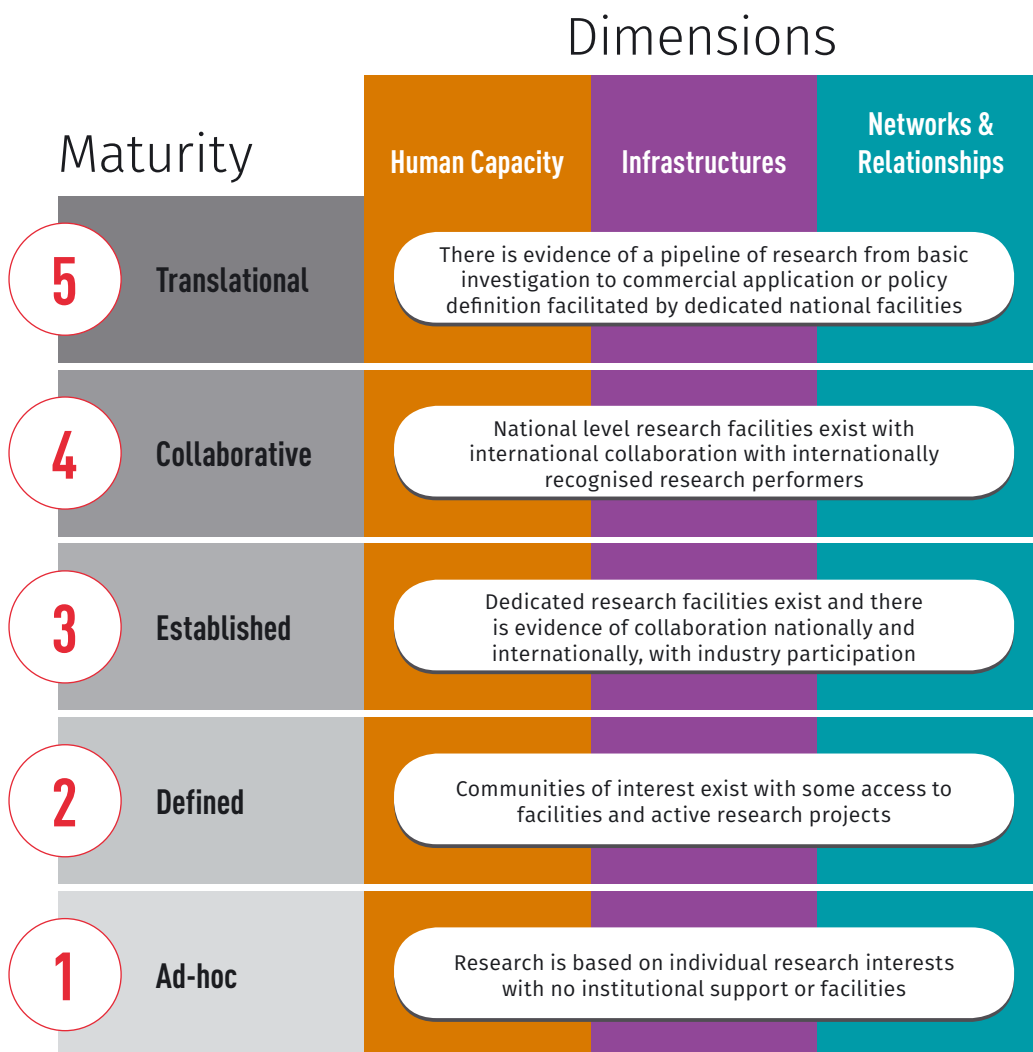 Dimensions
Maturity
Human Capacity
Infrastructures
Networks &
Relationships
5
Translational
There is evidence of a pipeline of research from basic
investigation to commercial application or policy
definition facilitated by dedicated national facilities
4
Collaborative
National level research facilities exist with
international collaboration with internationally
recognised research performers
3
Established
Dedicated research facilities exist and there
is evidence of collaboration nationally and
internationally, with industry participation
2
Defined
Communities of interest exist with some access to
facilities and active research projects
1
Ad-hoc
Research is based on individual research interests
with no institutional support or facilities